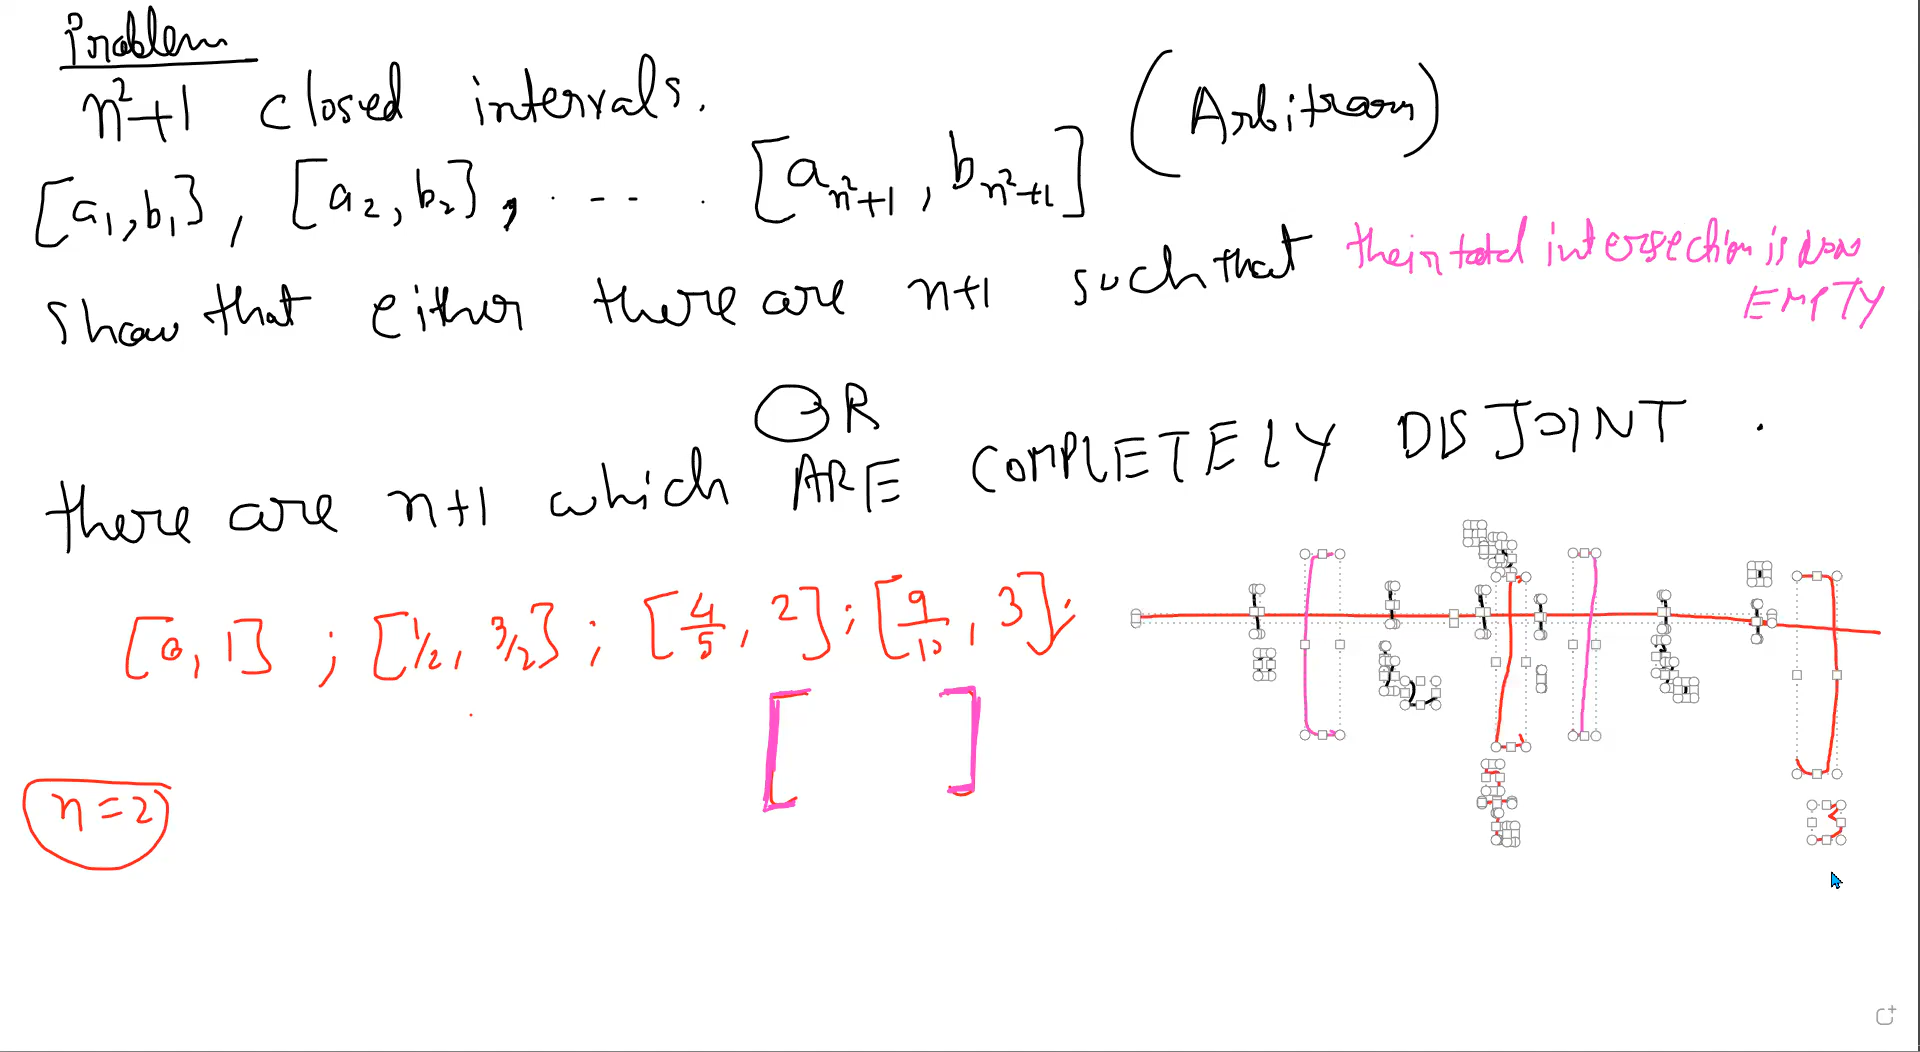 Problem
n²+1 closed intervals.
(Arbitrary)
[a₁,b₁], [a₂,b₂], ... . [aₙ²₊₁, bₙ²₊₁]
show that either there are n+1 such that their total intersection is non
EMPTY
OR
there are n+1 which ARE COMPLETELY DISJOINT.
[0, 1] ; [1/2, 3/2] ; [4/5, 2] ; [9/10, 3] ;
[ ]
n=2